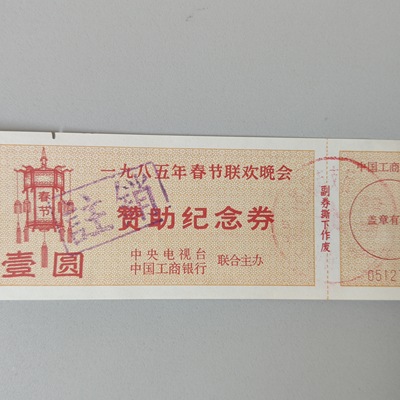 一九八五年春节联欢晚会
赞助纪念券
春节
註销
壹圆
中央电视台
中国工商银行
联合主办
副券撕下作废
中国工商
盖章有
0512